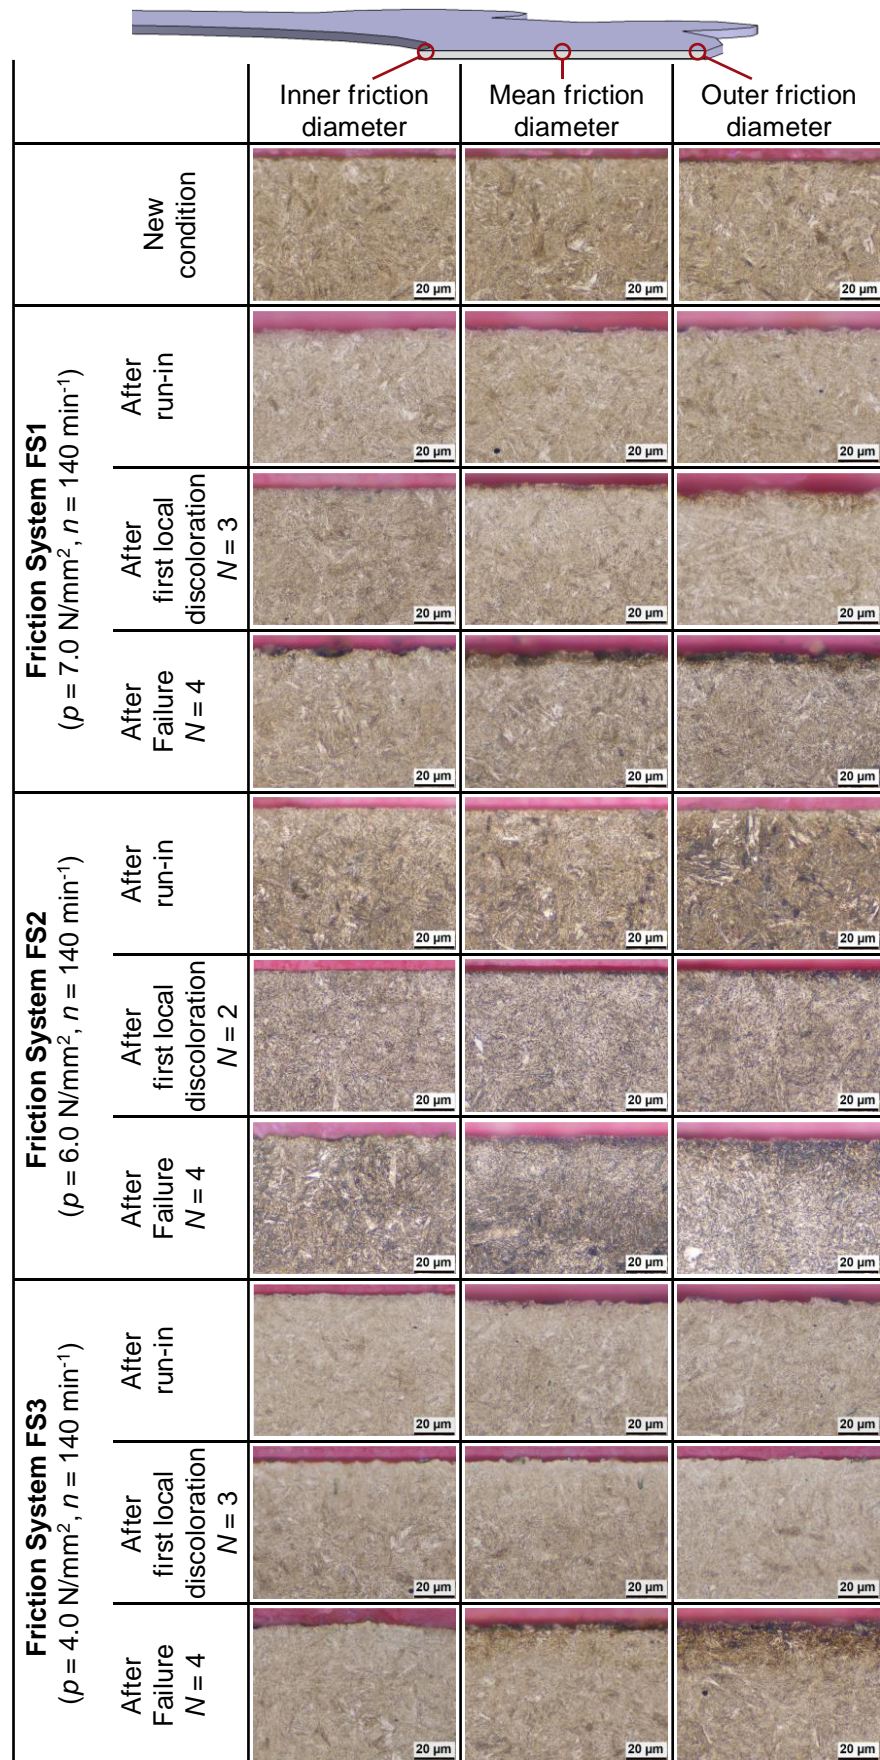 Inner friction
diameter
Mean friction
diameter
Outer friction
diameter
New
condition
20 µm
20 µm
20 µm
Friction System FS1
(p = 7.0 N/mm², n = 140 min⁻¹)
After
run-in
20 µm
20 µm
20 µm
After
first local
discoloration
N = 3
20 µm
20 µm
20 µm
After
Failure
N = 4
20 µm
20 µm
20 µm
Friction System FS2
(p = 6.0 N/mm², n = 140 min⁻¹)
After
run-in
20 µm
20 µm
20 µm
After
first local
discoloration
N = 2
20 µm
20 µm
20 µm
After
Failure
N = 4
20 µm
20 µm
20 µm
Friction System FS3
(p = 4.0 N/mm², n = 140 min⁻¹)
After
run-in
20 µm
20 µm
20 µm
After
first local
discoloration
N = 3
20 µm
20 µm
20 µm
After
Failure
N = 4
20 µm
20 µm
20 µm